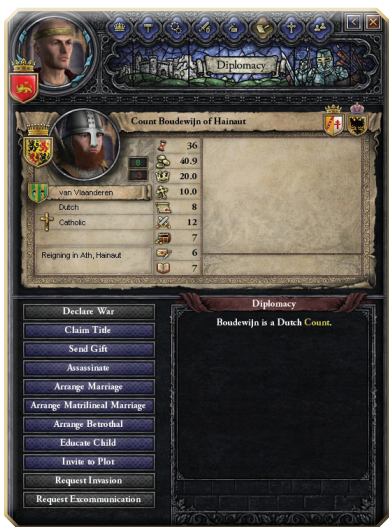 Diplomacy
Count Boudewijn of Hainaut
36
0 40.9
0 20.0
van Vlaanderen 10.0
Dutch 8
Catholic 12
7
Reigning in Ath, Hainaut 6
7
Declare War
Claim Title
Send Gift
Assassinate
Arrange Marriage
Arrange Matrilineal Marriage
Arrange Betrothal
Educate Child
Invite to Plot
Request Invasion
Request Excommunication
Diplomacy
Boudewijn is a Dutch Count.